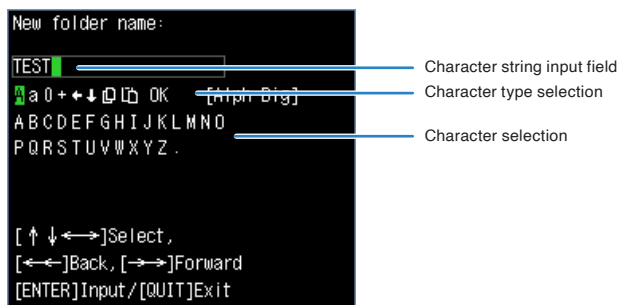 New folder name:
TEST
A a 0 + ← ↓ OK [Alph Big]
A B C D E F G H I J K L M N O
P Q R S T U V W X Y Z .
[ ↑ ↓ ←→]Select,
[←←]Back, [→→]Forward
[ENTER]Input/[QUIT]Exit
Character string input field
Character type selection
Character selection